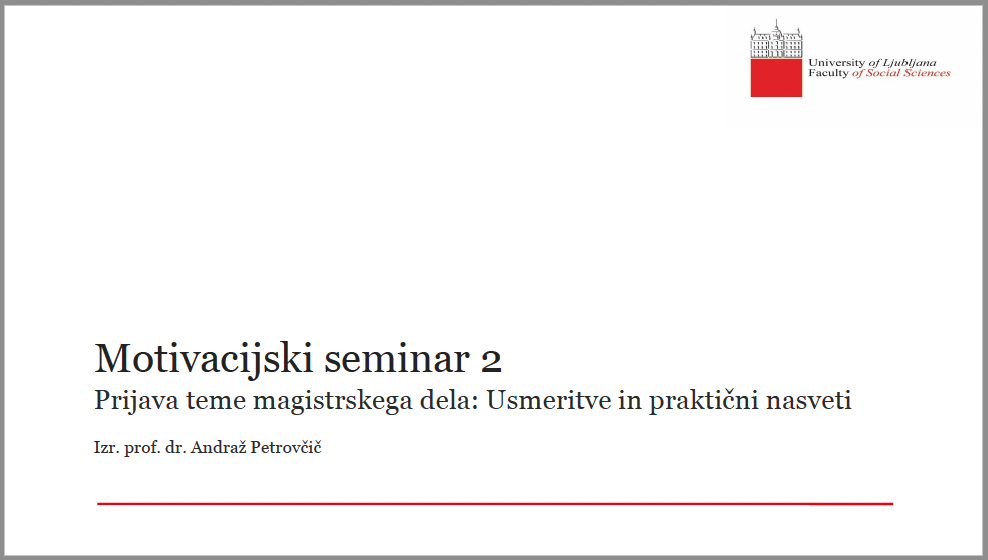 University of Ljubljana
Faculty of Social Sciences
Motivacijski seminar 2
Prijava teme magistrskega dela: Usmeritve in praktični nasveti
Izr. prof. dr. Andraž Petrovčič